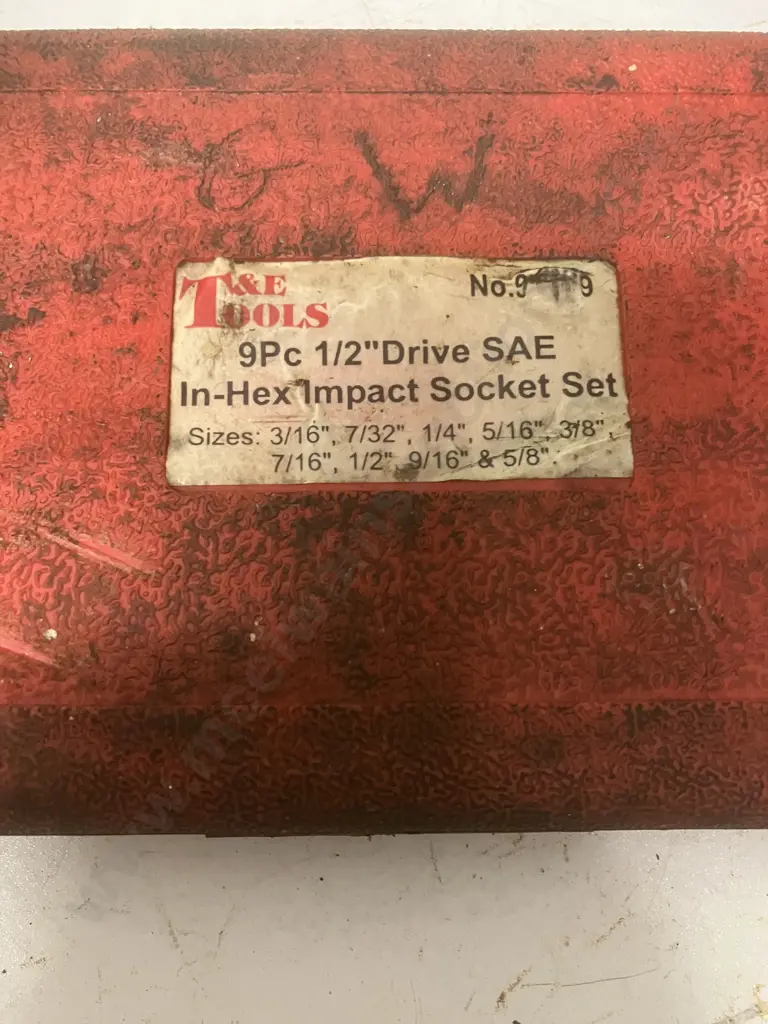 C W
T&E
TOOLS
9Pc 1/2"Drive SAE
In-Hex Impact Socket Set
Sizes: 3/16", 7/32", 1/4", 5/16", 3/8",
7/16", 1/2", 9/16" & 5/8".